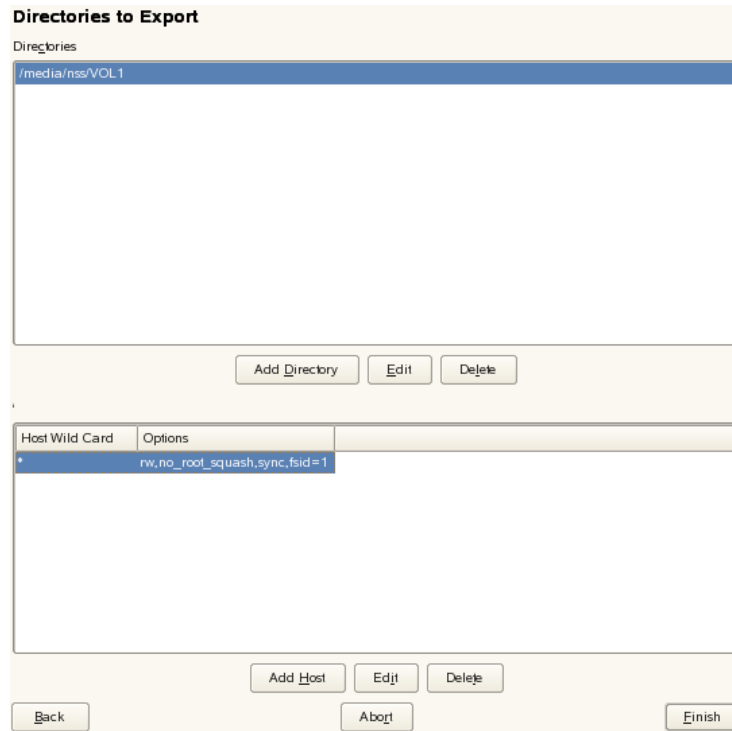 Directories to Export
Directories
/media/nss/VOL1
Add Directory Edit Delete
Host Wild Card Options
* rw,no_root_squash,sync,fsid=1
Add Host Edit Delete
Back Abort Finish